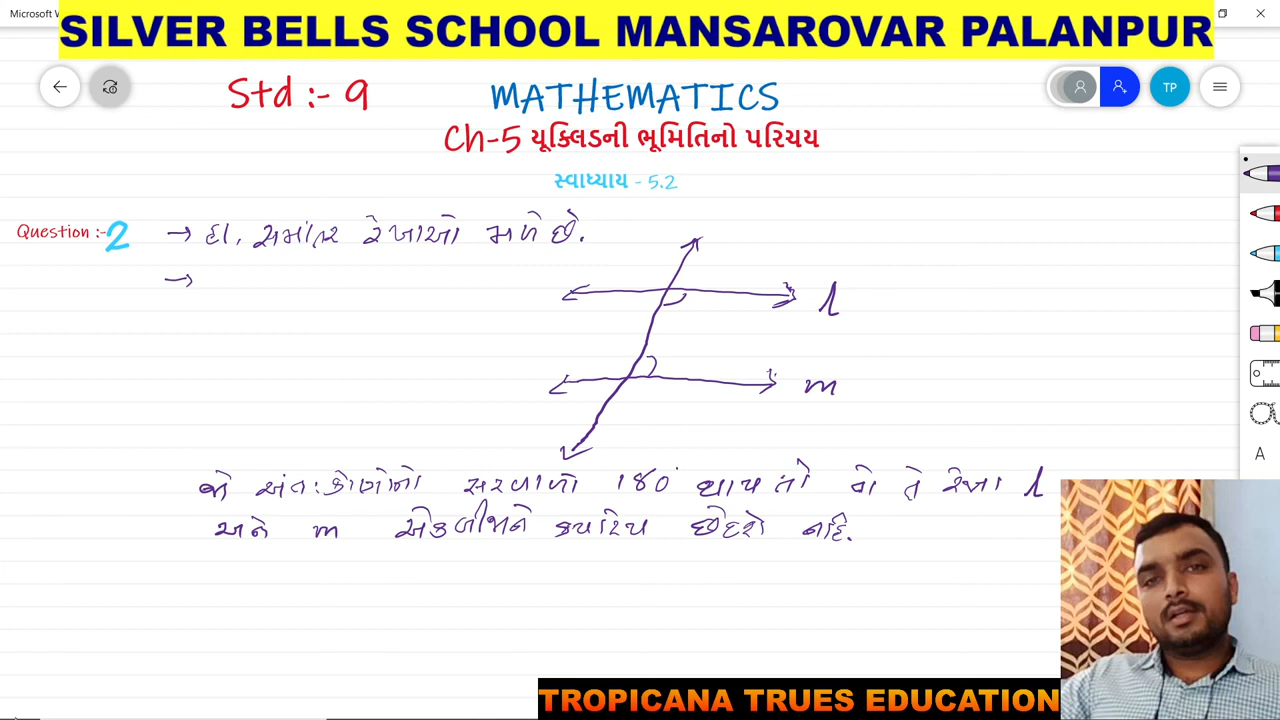 Microsoft W
SILVER BELLS SCHOOL MANSAROVAR PALANPUR
Std :- 9
MATHEMATICS
TP
Ch-5 યૂક્લિડની ભૂમિતિનો પરિચય
સ્વાધ્યાય - 5.2
Question :- 2
→ હા, સમાંતર રેખાઓ મળે છે.
→
l
m
જો અંતઃકોણોનો સરવાળો 180° થાય તો તે રેખા l
અને m એકબીજાને ક્યારેય છેદશે નહિ.
A
TROPICANA TRUES EDUCATION